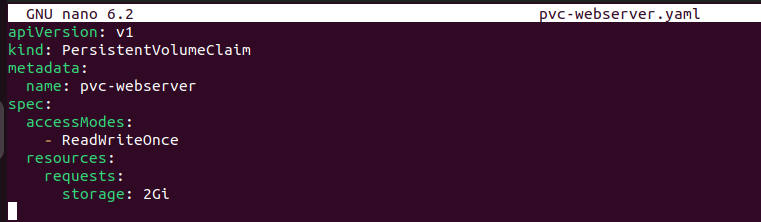 GNU nano 6.2 pvc-webserver.yaml
apiVersion: v1
kind: PersistentVolumeClaim
metadata:
  name: pvc-webserver
spec:
  accessModes:
    - ReadWriteOnce
  resources:
    requests:
      storage: 2Gi